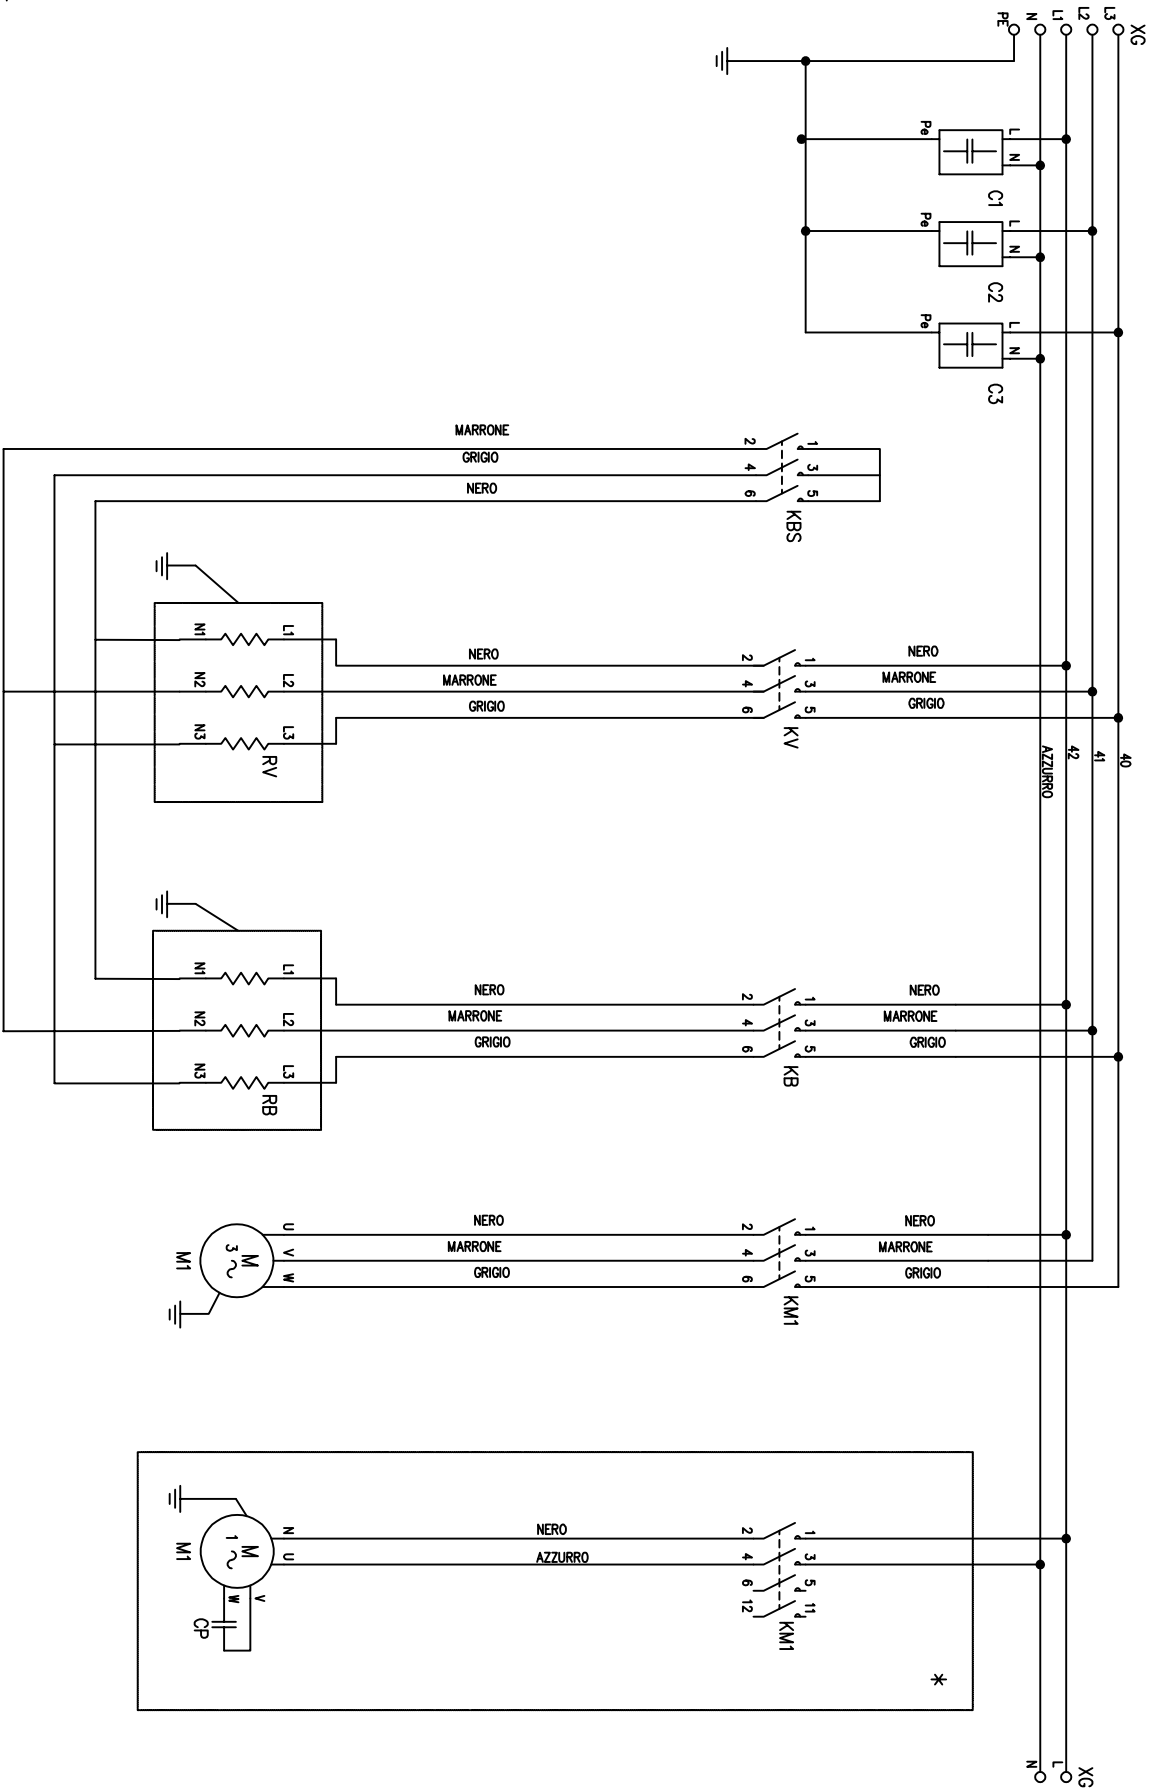 XG
L3
L2
L1
N
PE
L
N
Pe
C1
L
N
Pe
C2
L
N
Pe
C3
MARRONE
GRIGIO
NERO
1
3
5
2
4
6
KBS
L1
L2
L3
N1
N2
N3
RV
NERO
MARRONE
GRIGIO
2
4
6
1
3
5
KV
NERO
MARRONE
GRIGIO
40
41
42
AZZURRO
L1
L2
L3
N1
N2
N3
RB
NERO
MARRONE
GRIGIO
2
4
6
1
3
5
KB
NERO
MARRONE
GRIGIO
M
3
~
M1
U
V
W
NERO
MARRONE
GRIGIO
2
4
6
1
3
5
KM1
NERO
MARRONE
GRIGIO
M
1
~
M1
N
U
V
W
CP
NERO
AZZURRO
2
4
6
12
1
3
5
11
KM1
*
XG
L
N